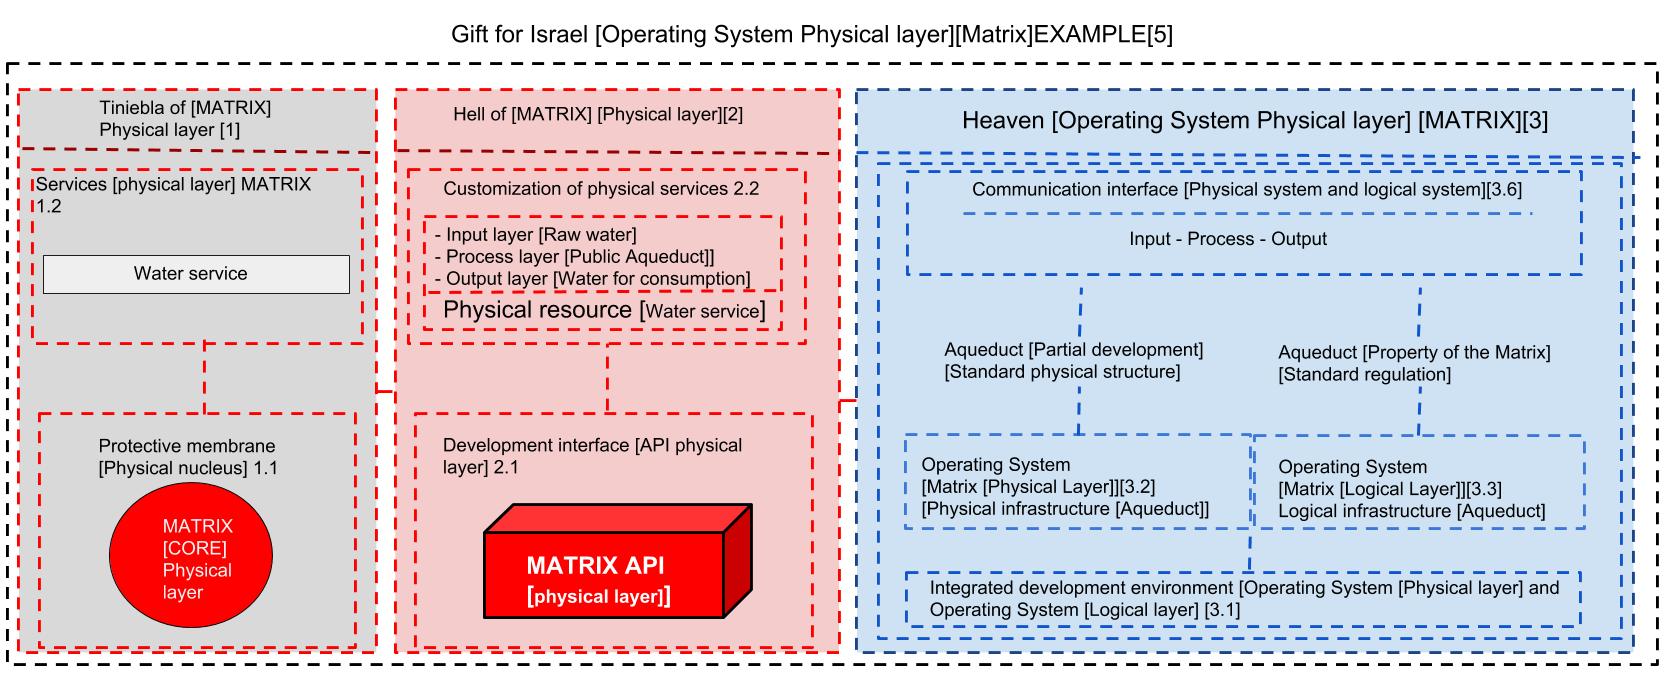 Gift for Israel [Operating System Physical layer][Matrix]EXAMPLE[5]
Tiniebla of [MATRIX]
Physical layer [1]
Services [physical layer] MATRIX
1.2
Water service
Protective membrane
[Physical nucleus] 1.1
MATRIX
[CORE]
Physical
layer
Hell of [MATRIX] [Physical layer][2]
Customization of physical services 2.2
- Input layer [Raw water]
- Process layer [Public Aqueduct]]
- Output layer [Water for consumption]
Physical resource [Water service]
Development interface [API physical
layer] 2.1
MATRIX API
[physical layer]]
Heaven [Operating System Physical layer] [MATRIX][3]
Communication interface [Physical system and logical system][3.6]
Input - Process - Output
Aqueduct [Partial development]
[Standard physical structure]
Aqueduct [Property of the Matrix]
[Standard regulation]
Operating System
[Matrix [Physical Layer]][3.2]
[Physical infrastructure [Aqueduct]]
Operating System
[Matrix [Logical Layer]][3.3]
Logical infrastructure [Aqueduct]
Integrated development environment [Operating System [Physical layer] and
Operating System [Logical layer] [3.1]